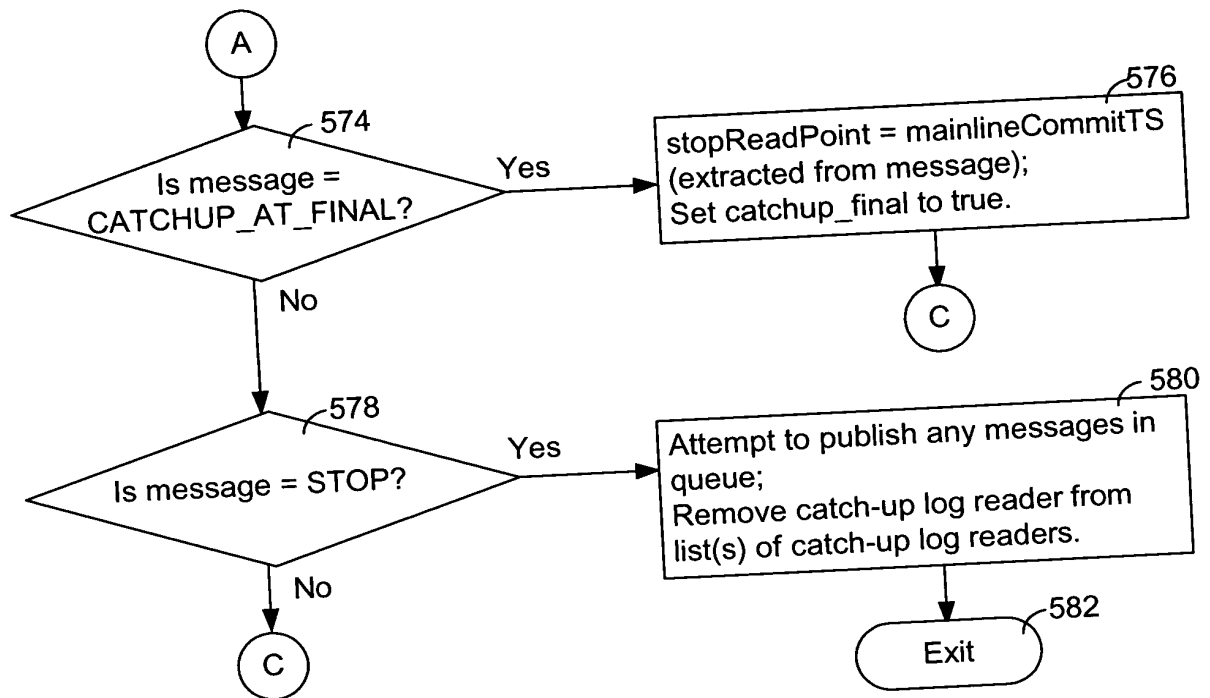 A
574
Is message =
CATCHUP_AT_FINAL?
Yes
576
stopReadPoint = mainlineCommitTS
(extracted from message);
Set catchup_final to true.
C
No
578
Is message = STOP?
Yes
580
Attempt to publish any messages in
queue;
Remove catch-up log reader from
list(s) of catch-up log readers.
No
C
582
Exit